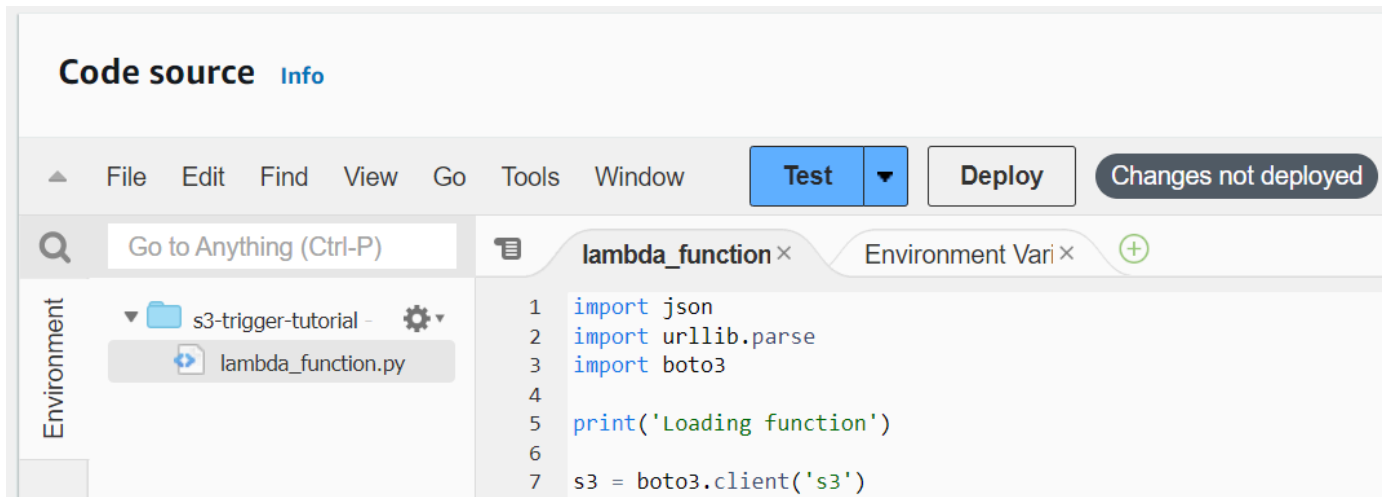 Code source Info
File Edit Find View Go Tools Window Test Deploy Changes not deployed
Go to Anything (Ctrl-P)
lambda_function × Environment Vari ×
Environment
s3-trigger-tutorial -
lambda_function.py
1 import json
2 import urllib.parse
3 import boto3
4
5 print('Loading function')
6
7 s3 = boto3.client('s3')